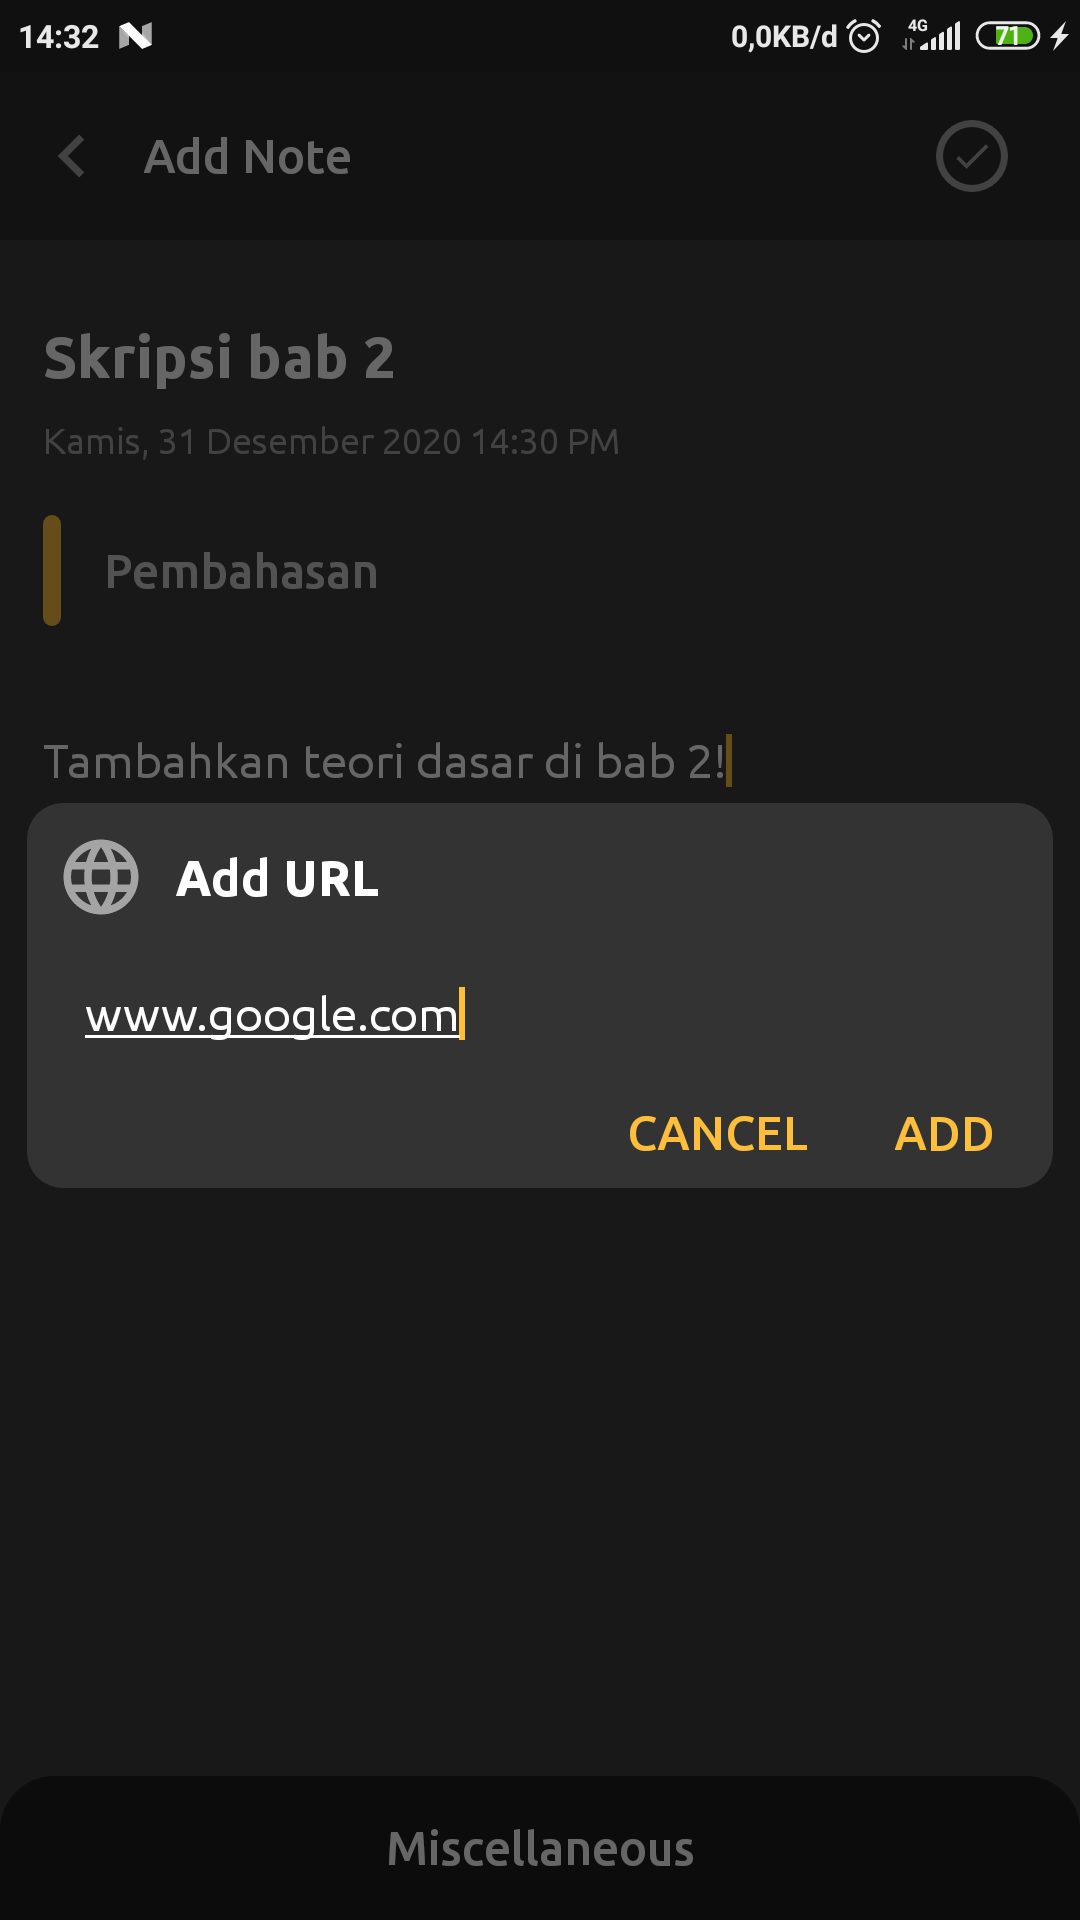 14:32 0,0KB/d 4G 71
Add Note
Skripsi bab 2
Kamis, 31 Desember 2020 14:30 PM
Pembahasan
Tambahkan teori dasar di bab 2!
Add URL
www.google.com
CANCEL ADD
Miscellaneous